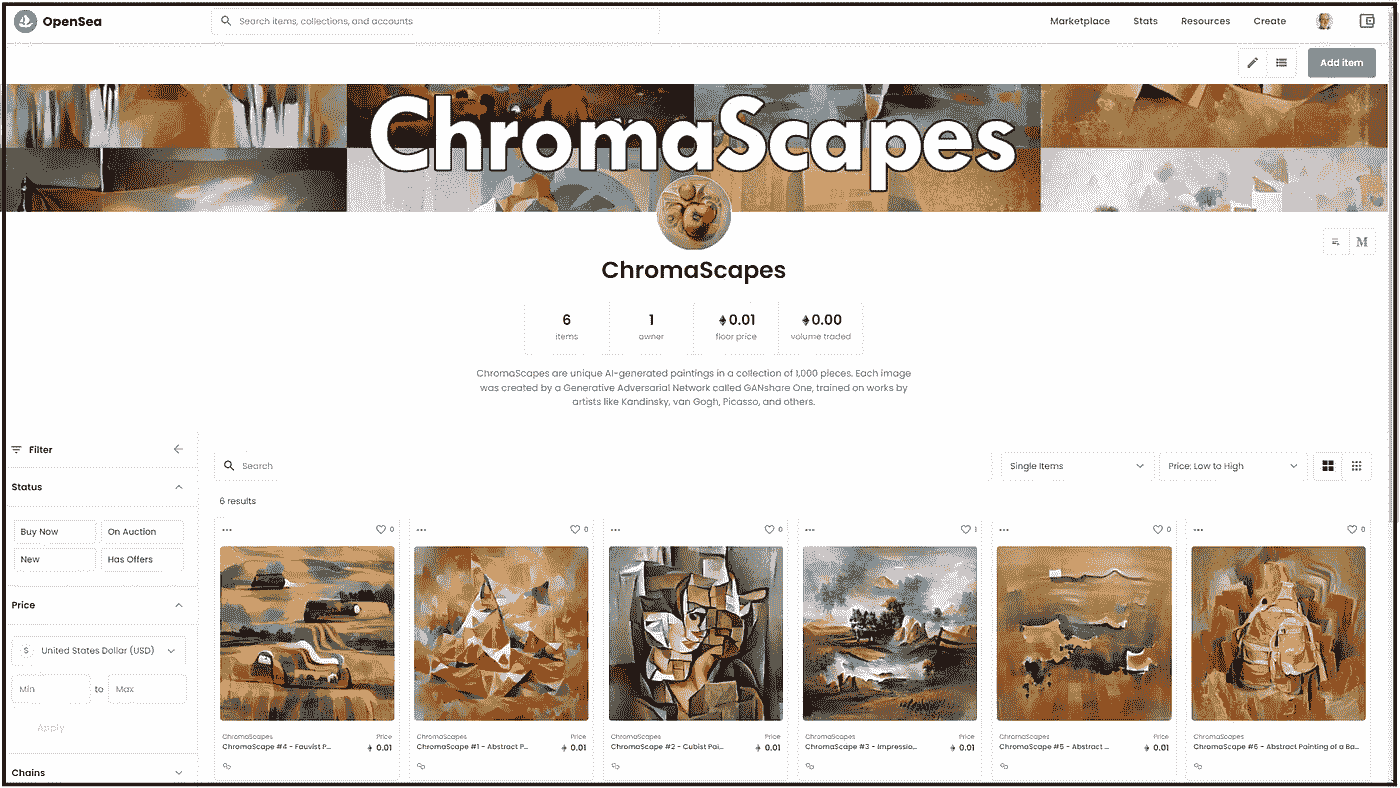 OpenSea
Search items, collections, and accounts
Marketplace Stats Resources Create
Add item
ChromaScapes
M
ChromaScapes
6 1 0.01 0.00
items owner floor price volume traded
ChromaScapes are unique AI-generated paintings in a collection of 1,000 pieces. Each image
was created by a Generative Adversarial Network called GANshare One, trained on works by
artists like Kandinsky, van Gogh, Picasso, and others.
Filter
Search
Single Items
Price: Low to High
Status
6 results
Buy Now On Auction
New Has Offers
Price
$ United States Dollar (USD)
Min to Max
Apply
Chains
0 0 0 1 0 0
ChromaScapes Price
ChromaScape #4 - Fauvist P... 0.01
ChromaScapes Price
ChromaScape #1 - Abstract P... 0.01
ChromaScapes Price
ChromaScape #2 - Cubist Pai... 0.01
ChromaScapes Price
ChromaScape #3 - Impressio... 0.01
ChromaScapes Price
ChromaScape #5 - Abstract ... 0.01
ChromaScapes
ChromaScape #6 - Abstract Painting of a Ba...